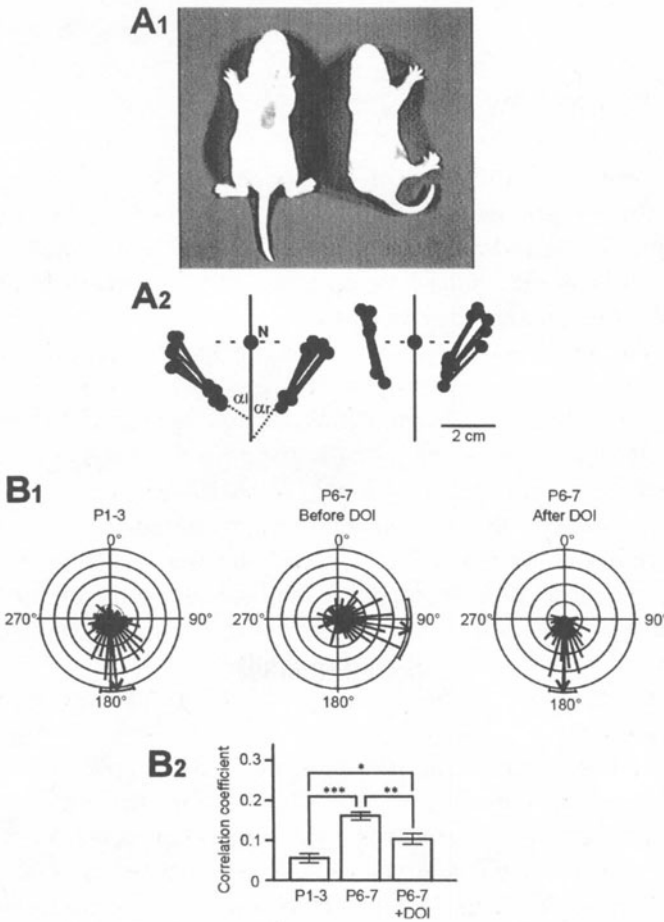 A1
A2
N
αl
αr
2 cm
B1
P1-3
P6-7
Before DOI
P6-7
After DOI
0°
0°
0°
270°
90°
270°
90°
270°
90°
180°
180°
180°
B2
Correlation coefficient
0.3
0.2
0.1
0
*
***
**
P1-3
P6-7
P6-7
+DOI